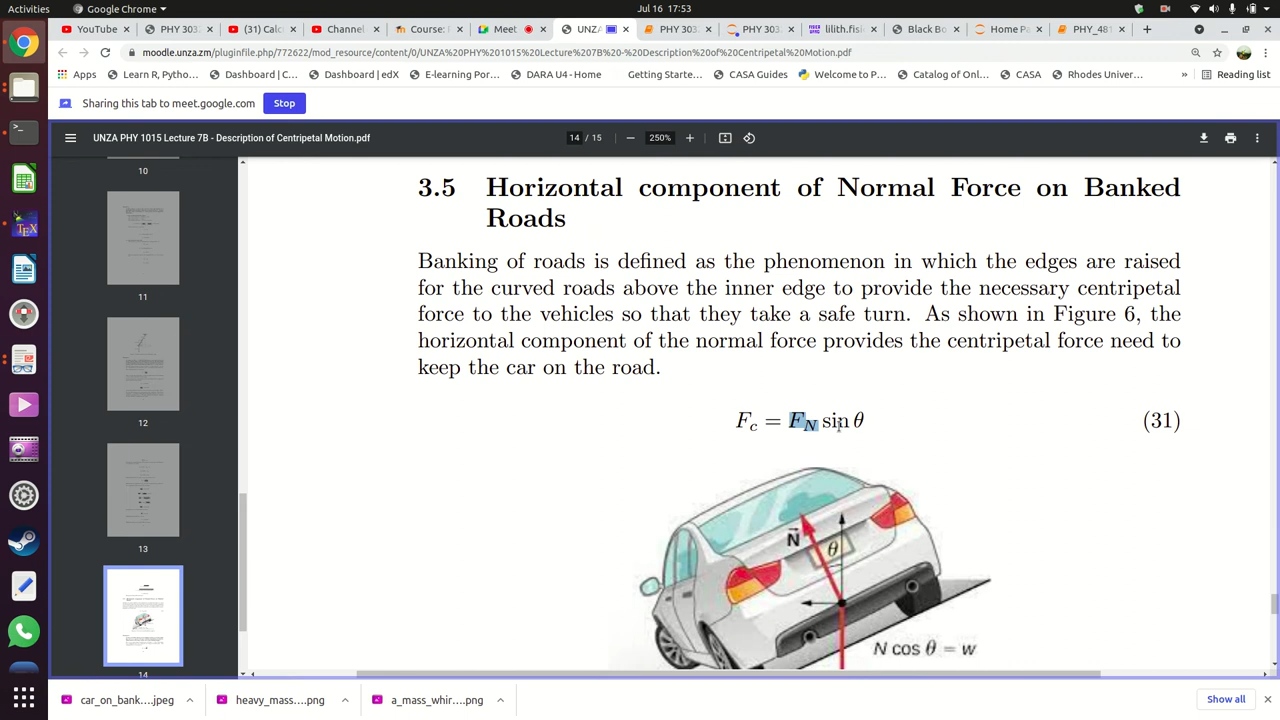 Activities
Google Chrome
Jul 16 17:53
YouTube
PHY 303
(31) Calc
Channel
Course:
Meet
UNZA
PHY 303
PHY 303
lilith.fisic
Black Bo
Home Pa
PHY_481
moodle.unza.zm/pluginfile.php/772622/mod_resource/content/0/UNZA%20PHY%201015%20Lecture%207B%20-%20Description%20of%20Centripetal%20Motion.pdf
Apps
Learn R, Pytho...
Dashboard | C...
Dashboard | edX
E-learning Por...
DARA U4 - Home
Getting Starte...
CASA Guides
Welcome to P...
Catalog of Onl...
CASA
Rhodes Univer...
»
Reading list
Sharing this tab to meet.google.com
Stop
UNZA PHY 1015 Lecture 7B - Description of Centripetal Motion.pdf
14 / 15
250%
10
11
12
13
14
3.5 Horizontal component of Normal Force on Banked
Roads
Banking of roads is defined as the phenomenon in which the edges are raised
for the curved roads above the inner edge to provide the necessary centripetal
force to the vehicles so that they take a safe turn. As shown in Figure 6, the
horizontal component of the normal force provides the centripetal force need to
keep the car on the road.
F_c = F_N sin θ (31)
N
θ
N cos θ = w
car_on_bank....jpeg
heavy_mass....png
a_mass_whir....png
Show all